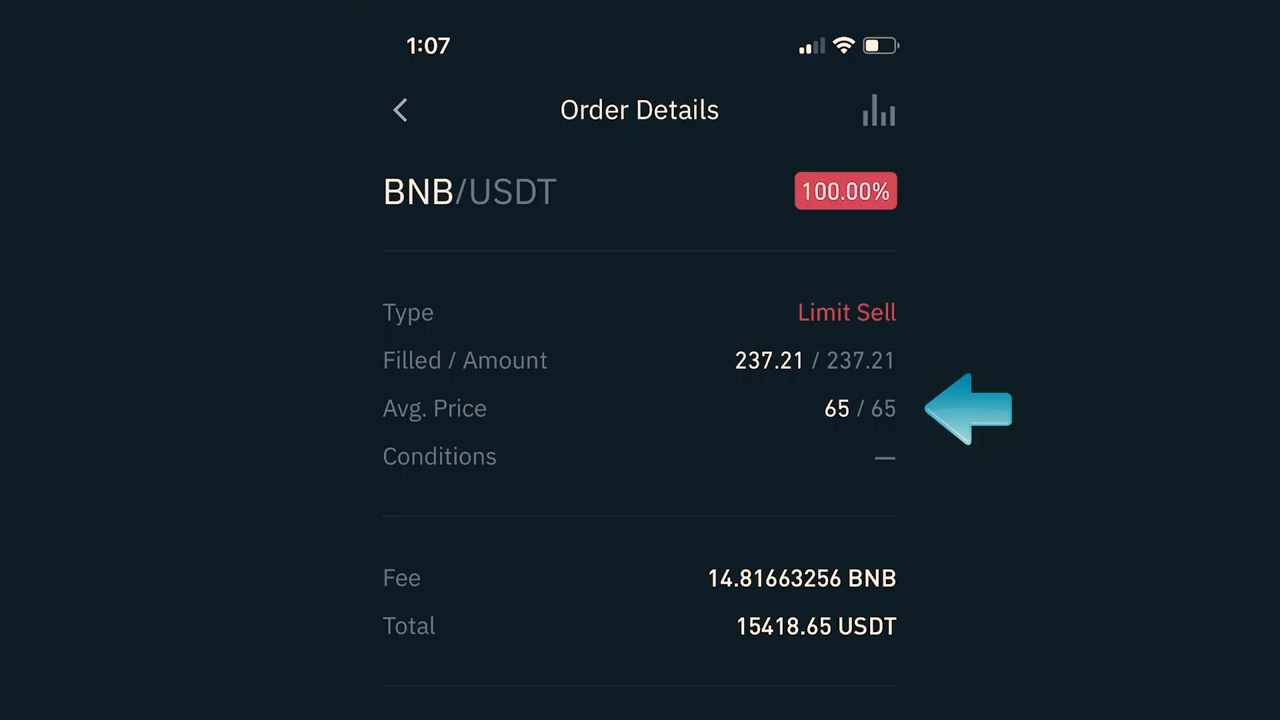 1:07
Order Details
BNB/USDT 100.00%
Type Limit Sell
Filled / Amount 237.21 / 237.21
Avg. Price 65 / 65
Conditions —
Fee 14.81663256 BNB
Total 15418.65 USDT